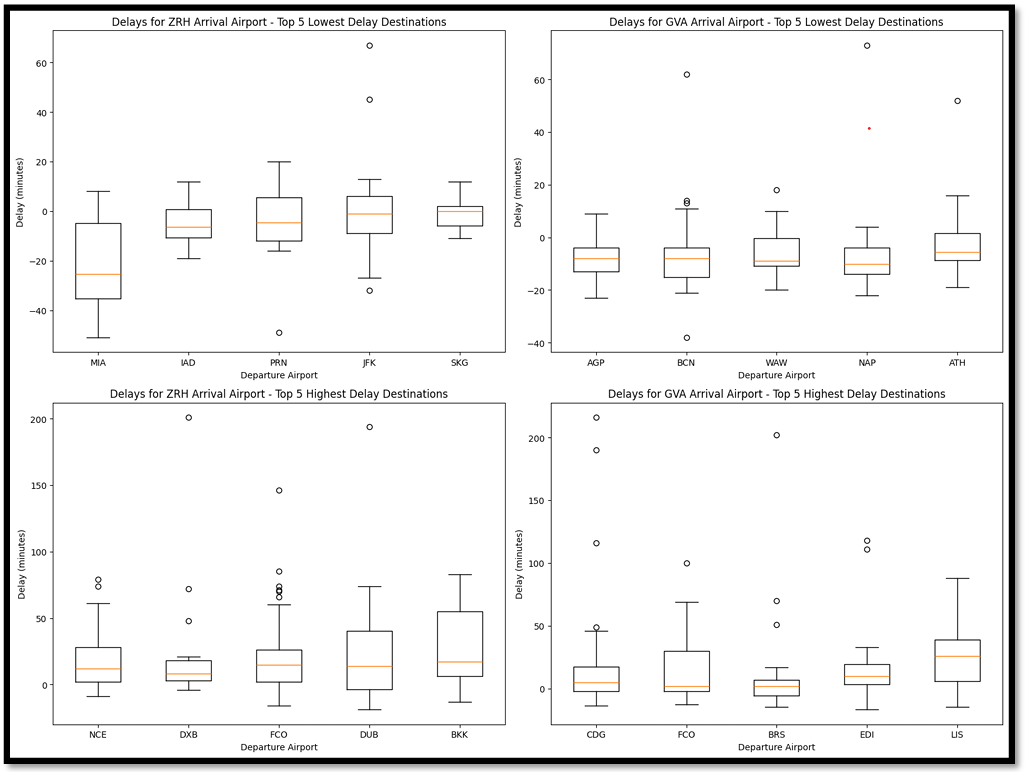 Delays for ZRH Arrival Airport - Top 5 Lowest Delay Destinations
Delay (minutes)
60
40
20
0
−20
−40
MIA IAD PRN JFK SKG
Departure Airport
Delays for GVA Arrival Airport - Top 5 Lowest Delay Destinations
Delay (minutes)
60
40
20
0
−20
−40
AGP BCN WAW NAP ATH
Departure Airport
Delays for ZRH Arrival Airport - Top 5 Highest Delay Destinations
Delay (minutes)
200
150
100
50
0
NCE DXB FCO DUB BKK
Departure Airport
Delays for GVA Arrival Airport - Top 5 Highest Delay Destinations
Delay (minutes)
200
150
100
50
0
CDG FCO BRS EDI LIS
Departure Airport